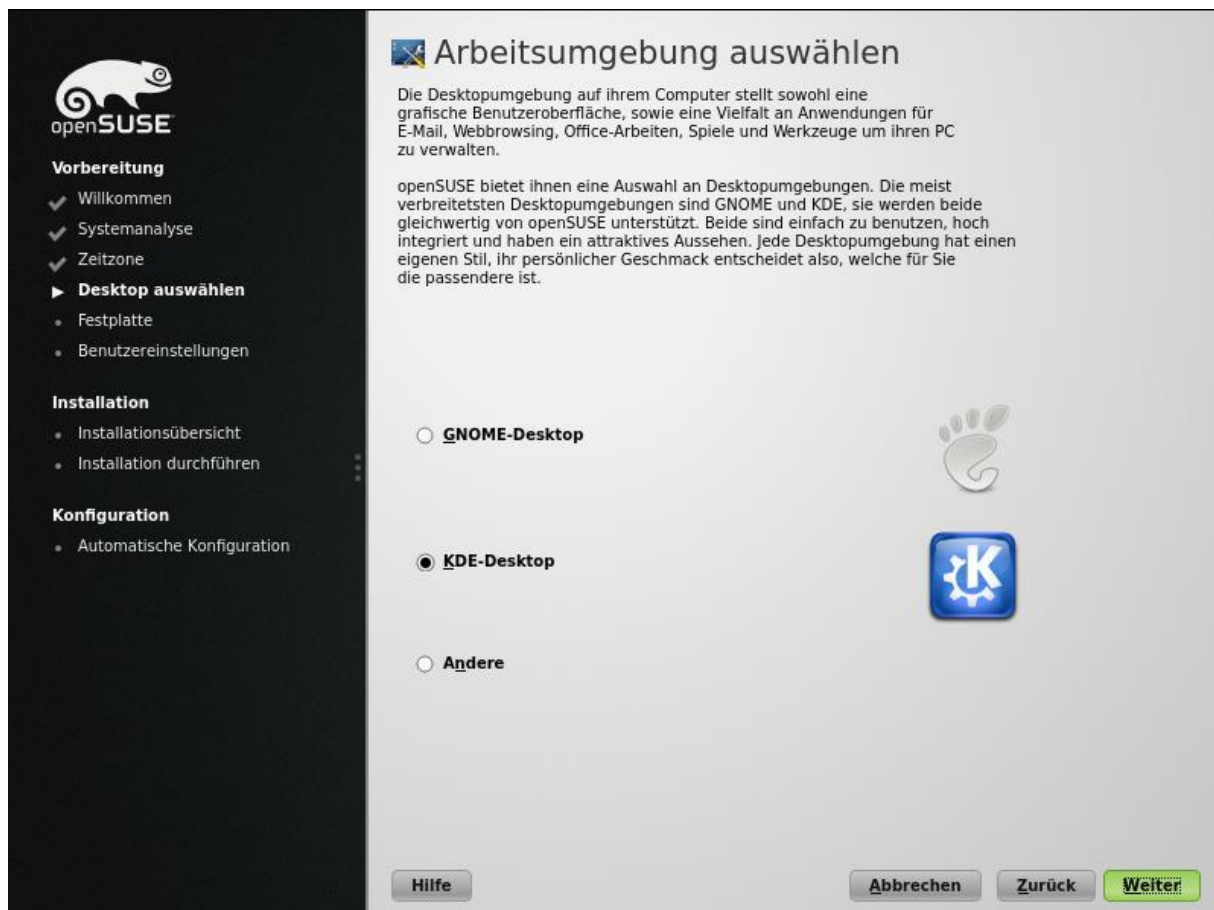 openSUSE
Vorbereitung
Willkommen
Systemanalyse
Zeitzone
Desktop auswählen
Festplatte
Benutzereinstellungen
Installation
Installationsübersicht
Installation durchführen
Konfiguration
Automatische Konfiguration
Arbeitsumgebung auswählen
Die Desktopumgebung auf ihrem Computer stellt sowohl eine
grafische Benutzeroberfläche, sowie eine Vielfalt an Anwendungen für
E-Mail, Webbrowsing, Office-Arbeiten, Spiele und Werkzeuge um ihren PC
zu verwalten.
openSUSE bietet ihnen eine Auswahl an Desktopumgebungen. Die meist
verbreitetsten Desktopumgebungen sind GNOME und KDE, sie werden beide
gleichwertig von openSUSE unterstützt. Beide sind einfach zu benutzen, hoch
integriert und haben ein attraktives Aussehen. Jede Desktopumgebung hat einen
eigenen Stil, ihr persönlicher Geschmack entscheidet also, welche für Sie
die passendere ist.
GNOME-Desktop
KDE-Desktop
K
Andere
Hilfe
Abbrechen
Zurück
Weiter